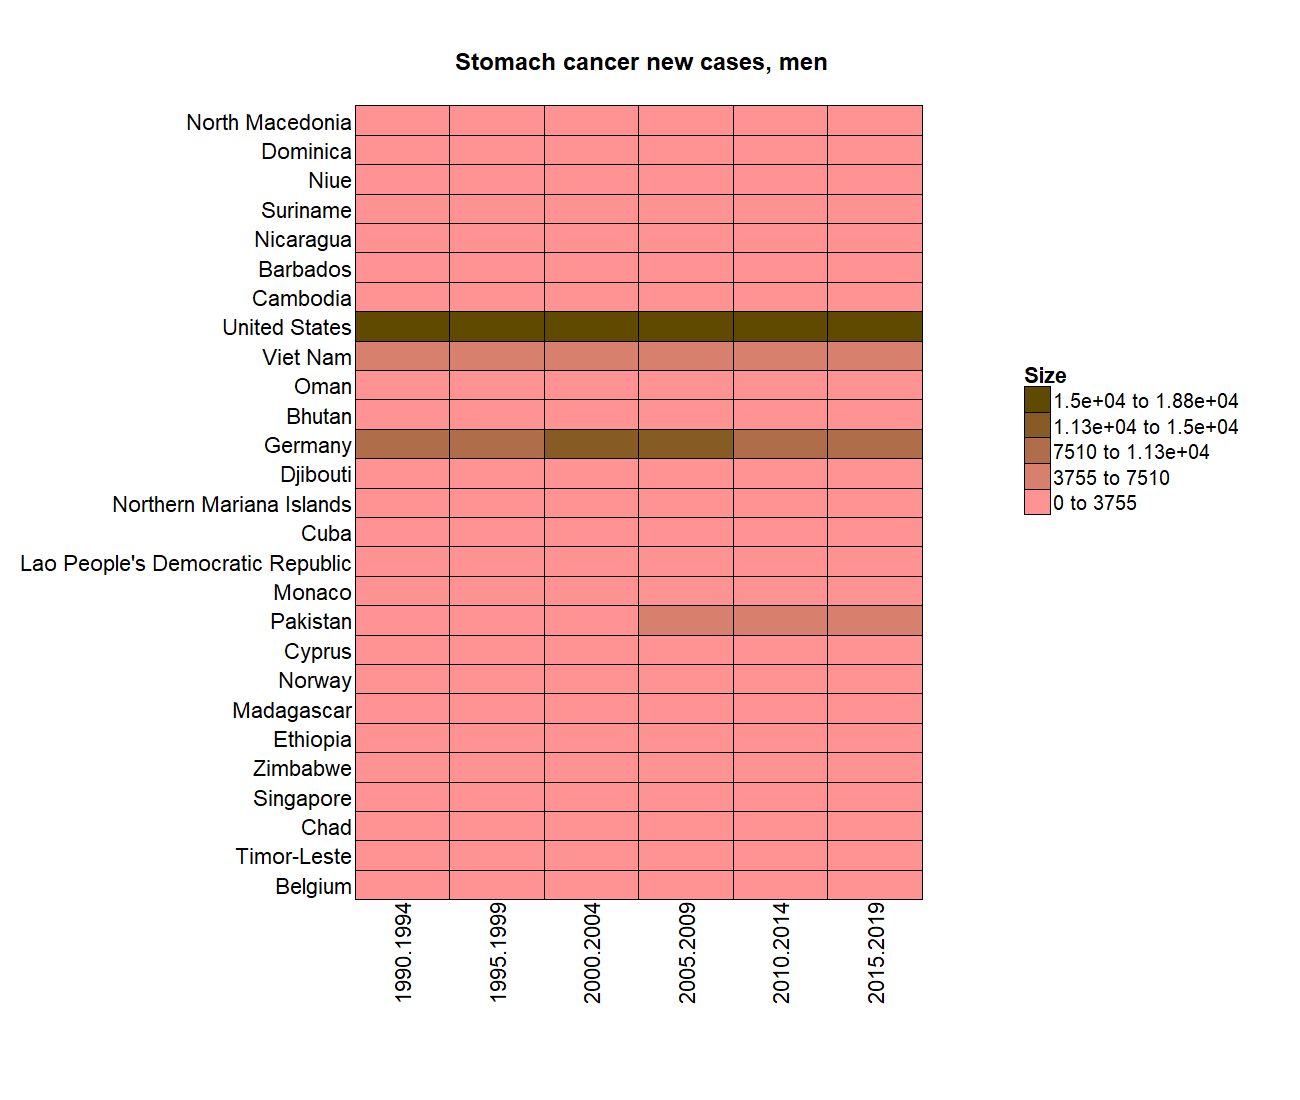 Stomach cancer new cases, men
North Macedonia
Dominica
Niue
Suriname
Nicaragua
Barbados
Cambodia
United States
Viet Nam
Oman
Bhutan
Germany
Djibouti
Northern Mariana Islands
Cuba
Lao People's Democratic Republic
Monaco
Pakistan
Cyprus
Norway
Madagascar
Ethiopia
Zimbabwe
Singapore
Chad
Timor-Leste
Belgium
1990.1994
1995.1999
2000.2004
2005.2009
2010.2014
2015.2019
Size
1.5e+04 to 1.88e+04
1.13e+04 to 1.5e+04
7510 to 1.13e+04
3755 to 7510
0 to 3755